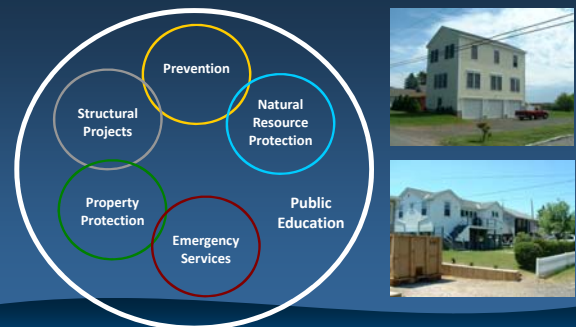 Prevention
Structural
Projects
Natural
Resource
Protection
Property
Protection
Public
Education
Emergency
Services